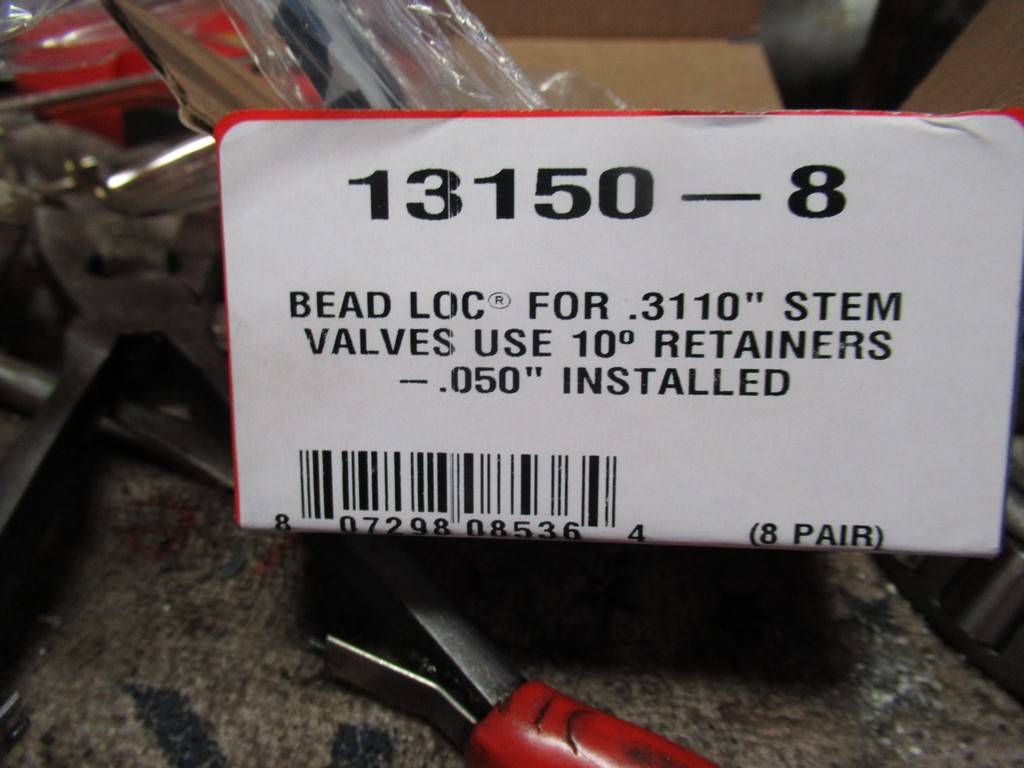 13150 — 8
BEAD LOC® FOR .3110" STEM
VALVES USE 10º RETAINERS
— .050" INSTALLED
8 07298 08536 4
(8 PAIR)